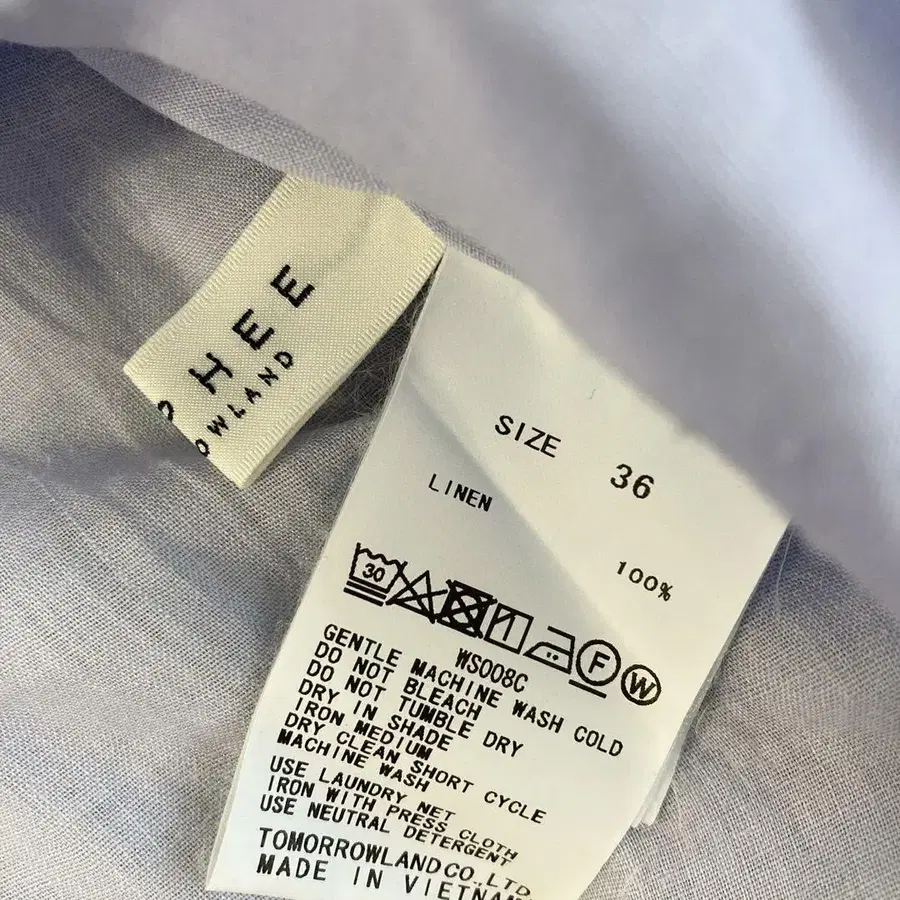 HEE
OWLAND
SIZE 36
LINEN 100%
30 F W
WS008C
GENTLE MACHINE WASH COLD
DO NOT BLEACH
DO NOT TUMBLE DRY
DRY IN SHADE
IRON MEDIUM
DRY CLEAN SHORT CYCLE
MACHINE WASH
USE LAUNDRY NET
IRON WITH PRESS CLOTH
USE NEUTRAL DETERGENT
TOMORROWLAND CO., LTD.
MADE IN VIETNAM